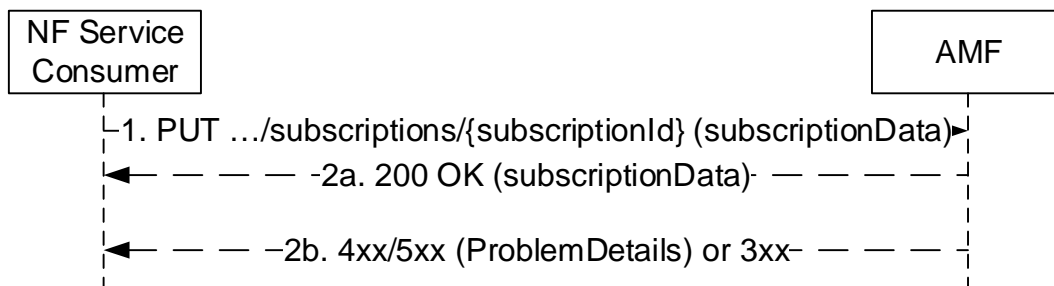 NF Service
Consumer
AMF
1. PUT …/subscriptions/{subscriptionId} (subscriptionData)
2a. 200 OK (subscriptionData)
2b. 4xx/5xx (ProblemDetails) or 3xx